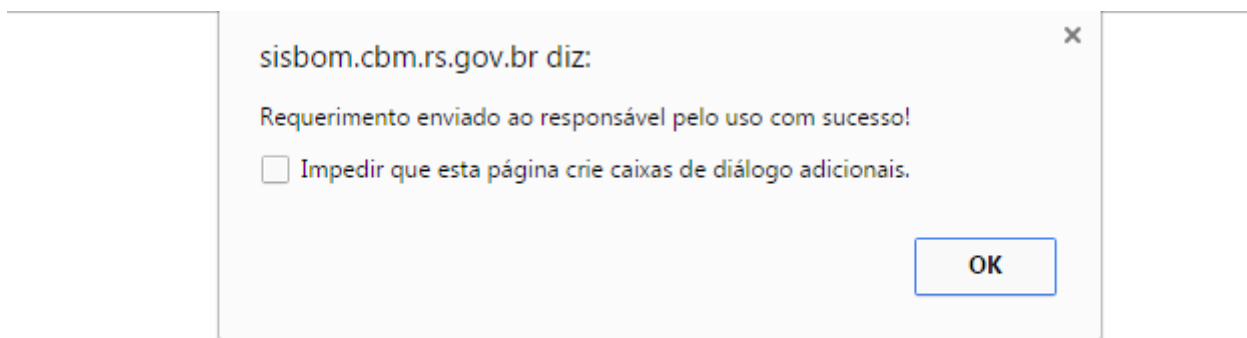 sisbom.cbm.rs.gov.br diz:
Requerimento enviado ao responsável pelo uso com sucesso!
Impedir que esta página crie caixas de diálogo adicionais.
OK